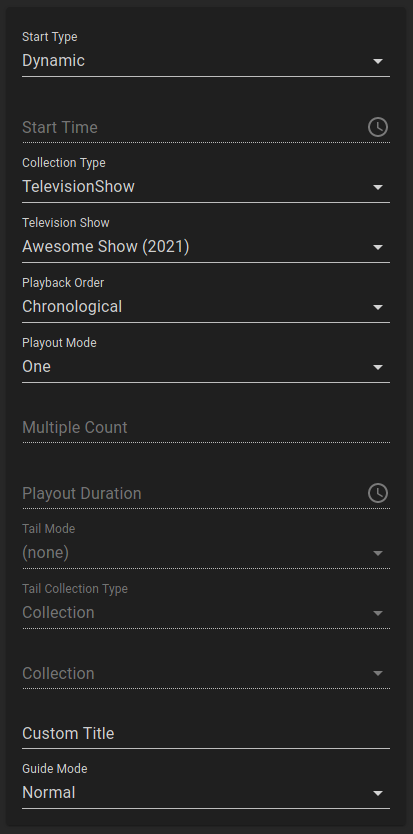 Start Type
Dynamic
Start Time
Collection Type
TelevisionShow
Television Show
Awesome Show (2021)
Playback Order
Chronological
Playout Mode
One
Multiple Count
Playout Duration
Tail Mode
(none)
Tail Collection Type
Collection
Collection
Custom Title
Guide Mode
Normal